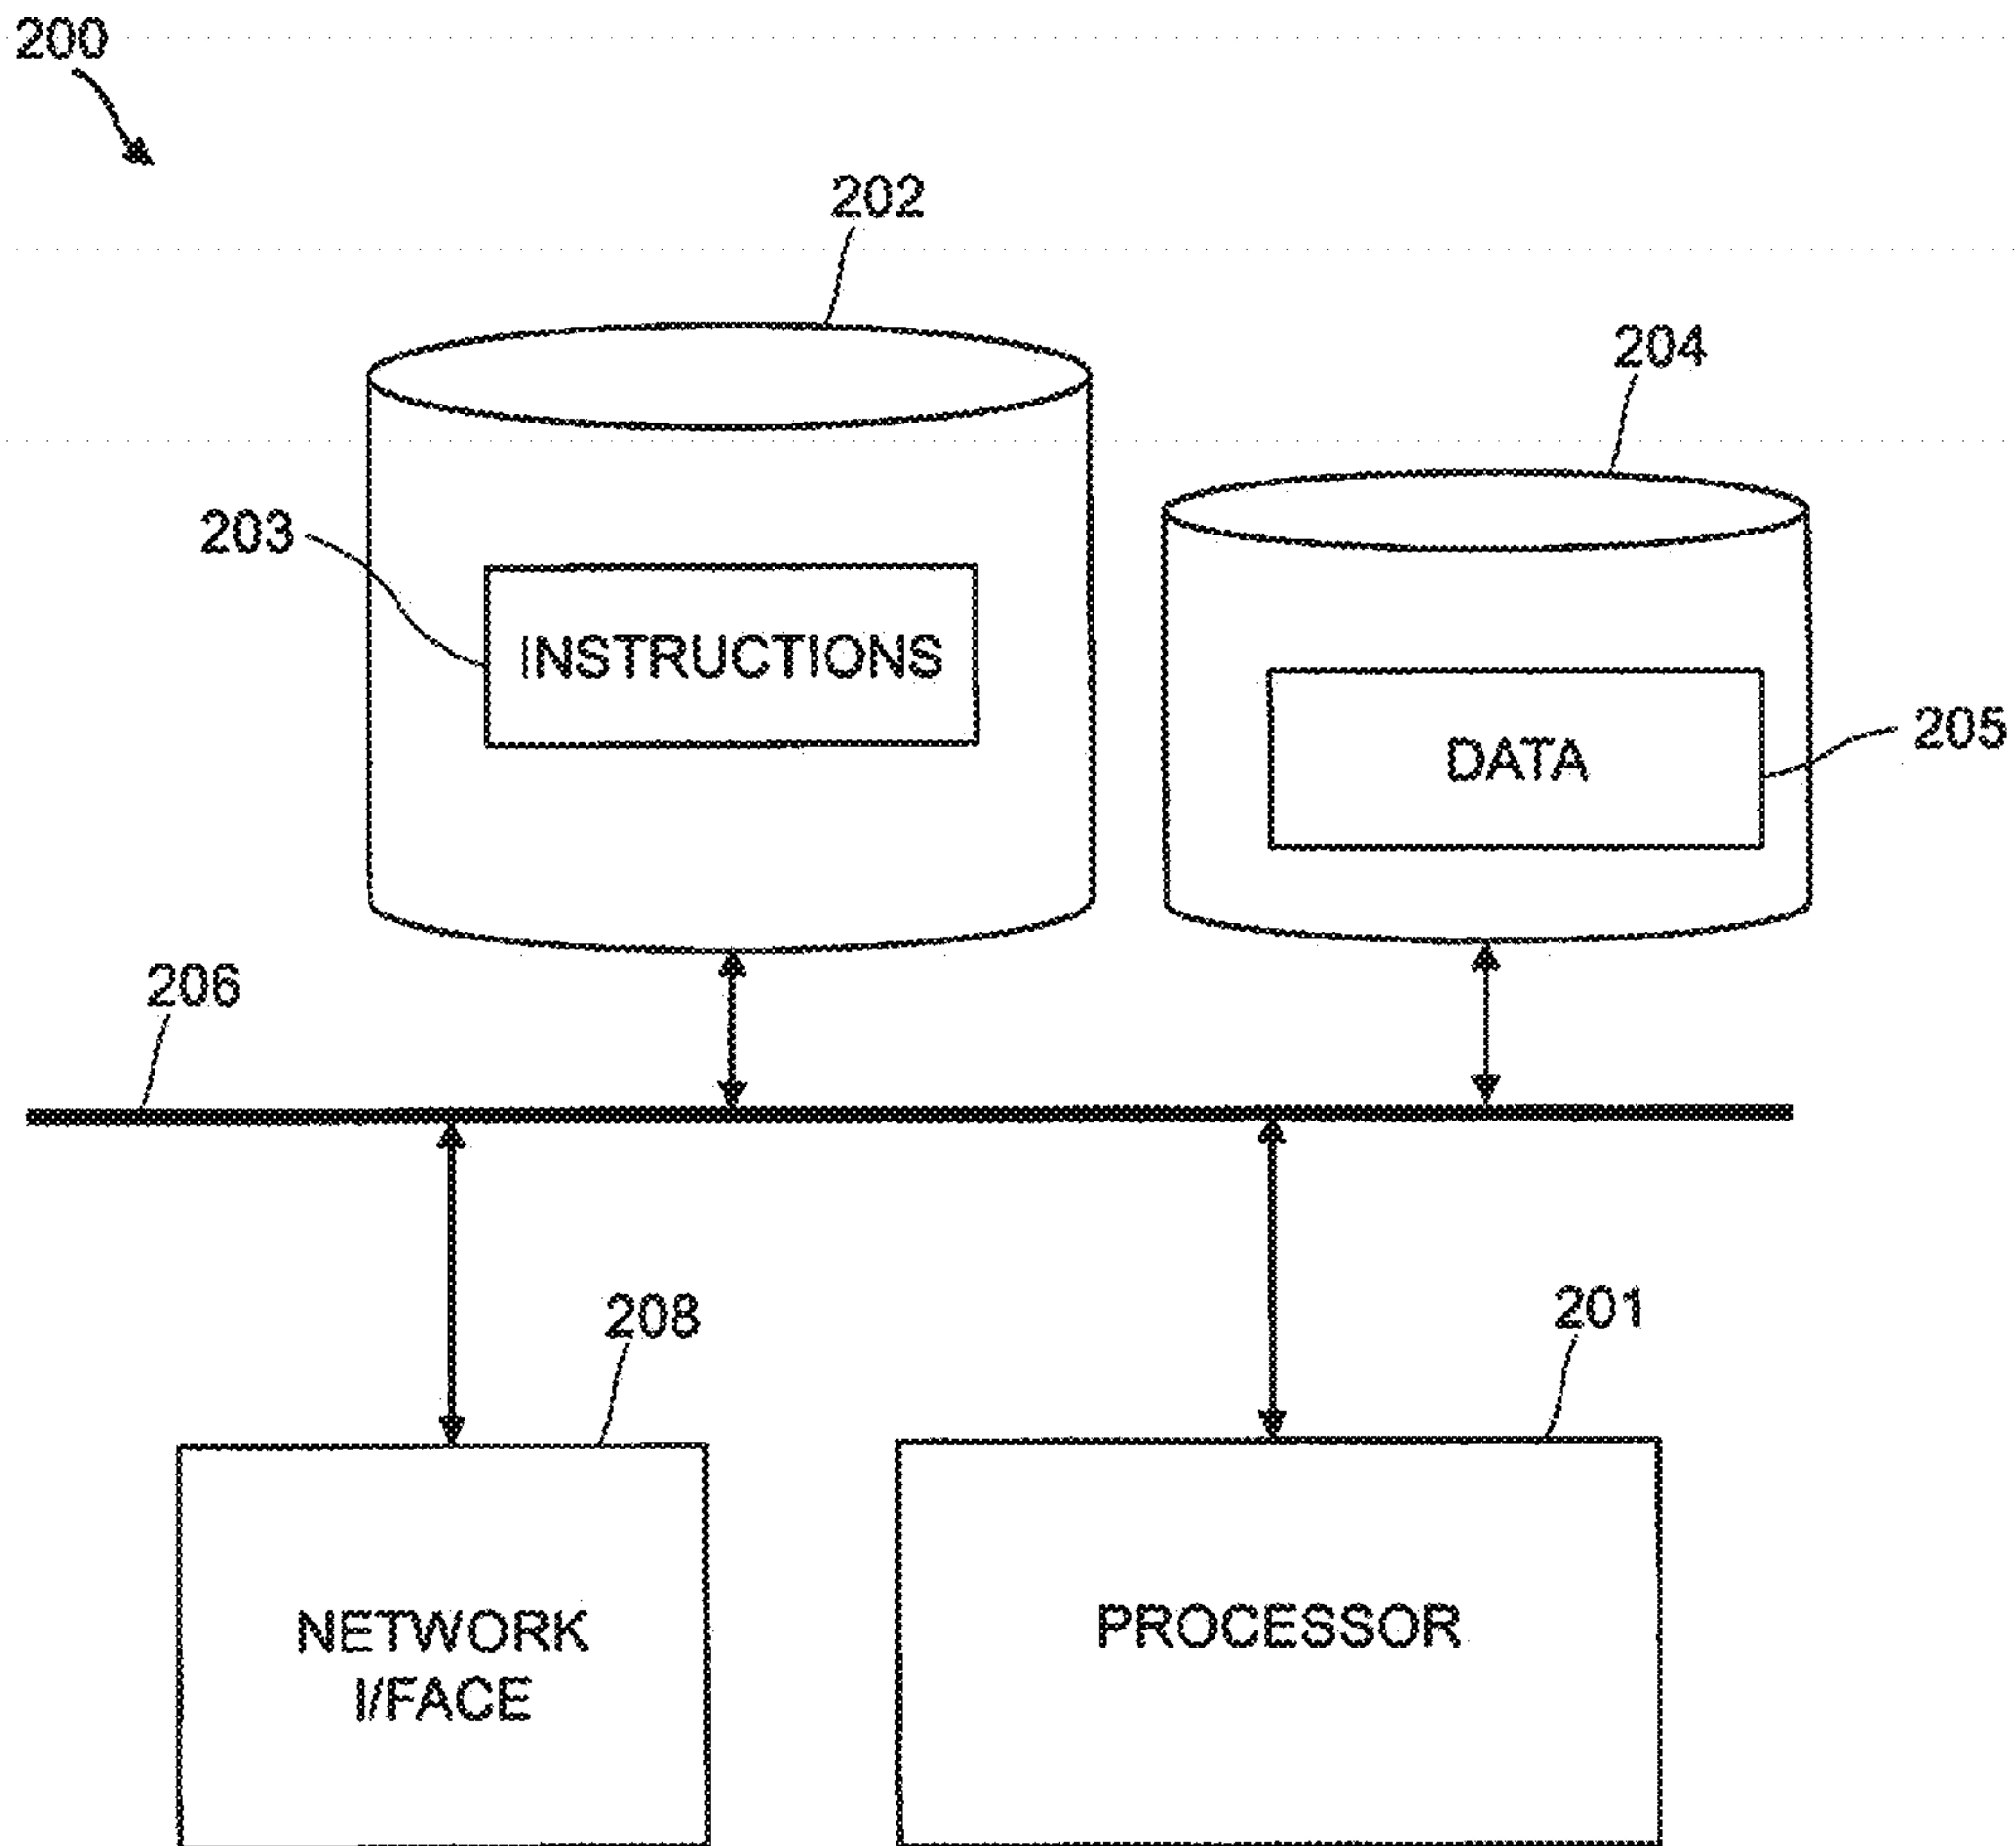 200
202
204
203
INSTRUCTIONS
DATA
205
206
208
201
NETWORK
I/FACE
PROCESSOR